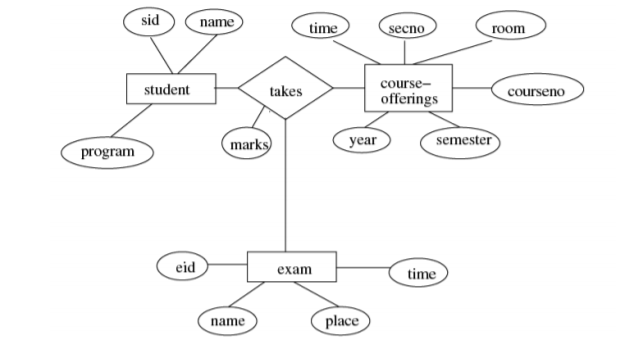 sid
name
time
secno
room
student
takes
course–
offerings
courseno
program
marks
year
semester
eid
exam
time
name
place